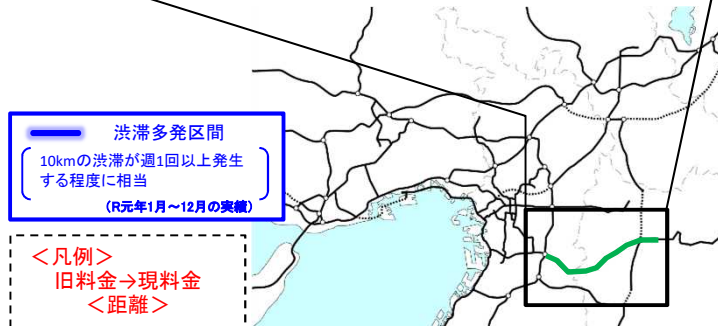 渋滞多発区間
10kmの渋滞が週1回以上発生
する程度に相当
(R元年1月～12月の実績)
＜凡例＞
旧料金→現料金
＜距離＞